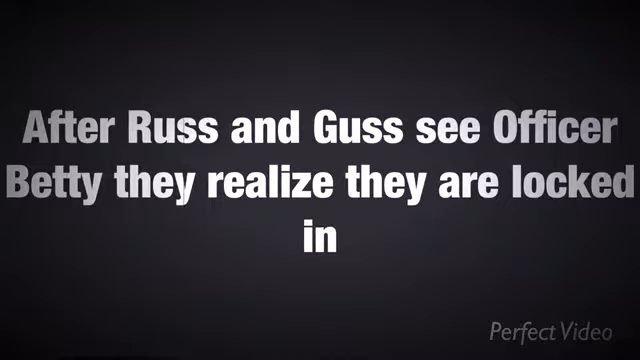 After Russ and Guss see Officer
Betty they realize they are locked
in
Perfect Video